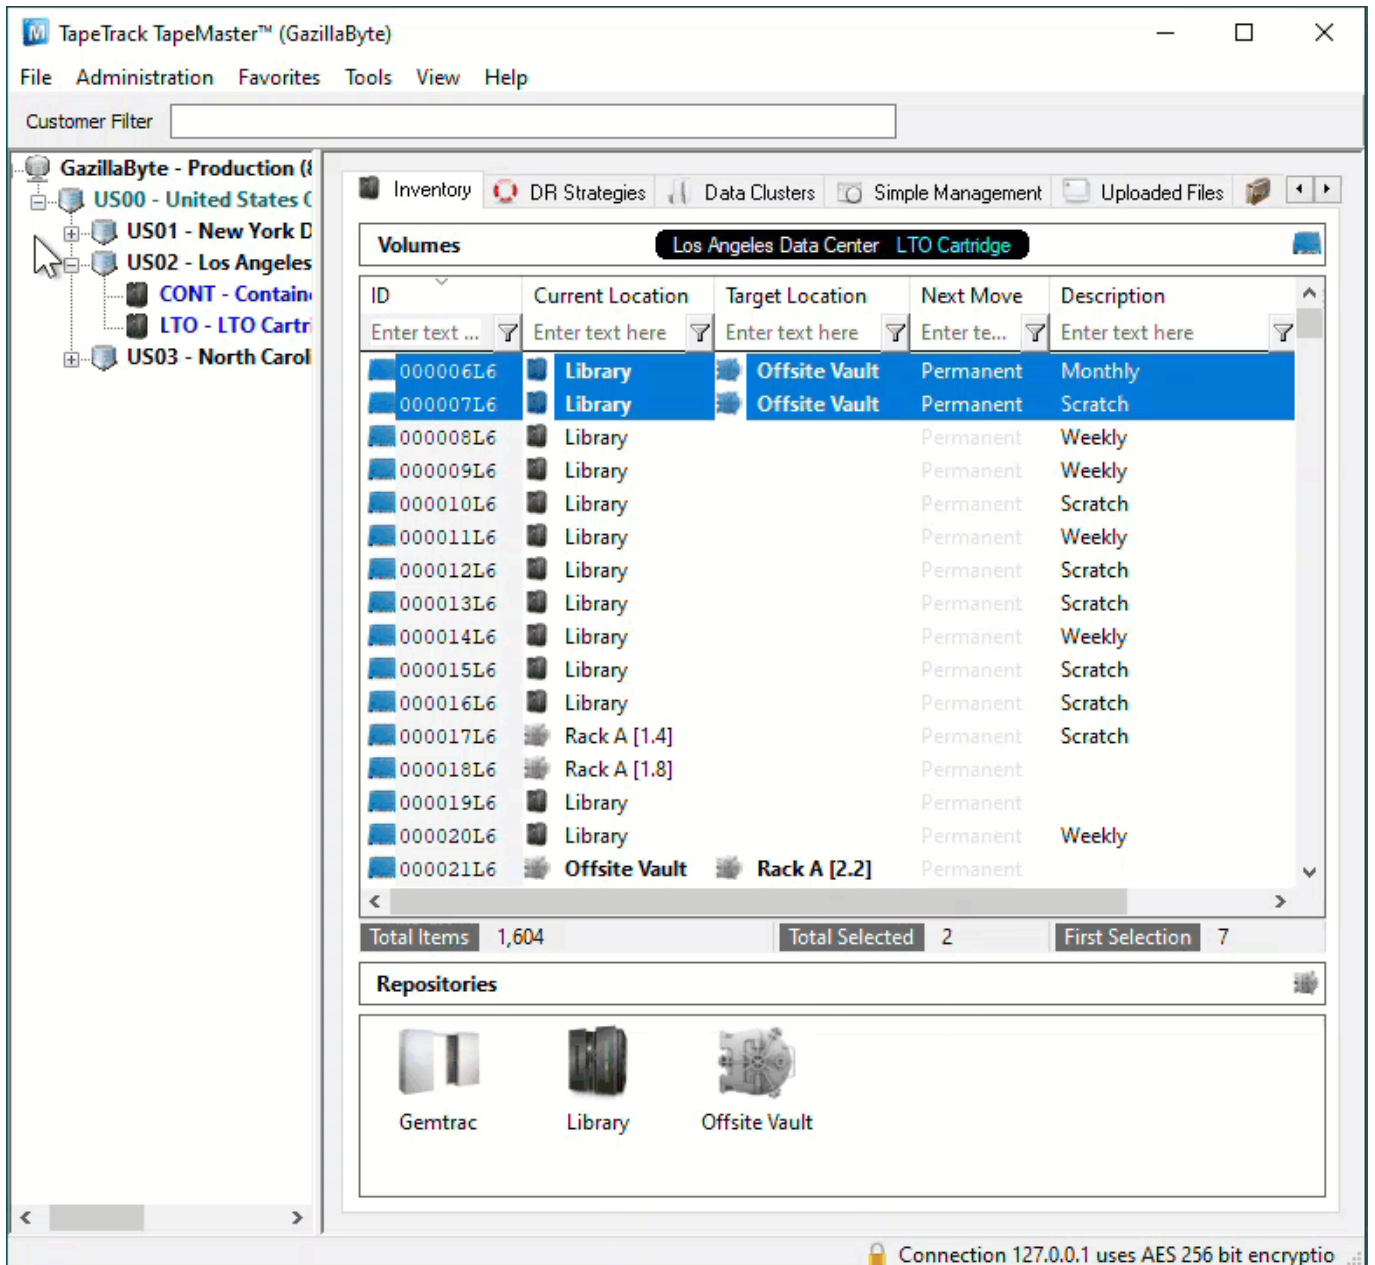 TapeTrack TapeMaster™ (GazillaByte)
File Administration Favorites Tools View Help
Customer Filter
GazillaByte - Production (8
US00 - United States
US01 - New York D
US02 - Los Angeles
CONT - Contain
LTO - LTO Cartr
US03 - North Caroli
Inventory DR Strategies Data Clusters Simple Management Uploaded Files
Volumes Los Angeles Data Center LTO Cartridge
ID Current Location Target Location Next Move Description
Enter text ... Enter text here Enter text here Enter te... Enter text here
000006L6 Library Offsite Vault Permanent Monthly
000007L6 Library Offsite Vault Permanent Scratch
000008L6 Library Permanent Weekly
000009L6 Library Permanent Weekly
000010L6 Library Permanent Scratch
000011L6 Library Permanent Weekly
000012L6 Library Permanent Scratch
000013L6 Library Permanent Scratch
000014L6 Library Permanent Weekly
000015L6 Library Permanent Scratch
000016L6 Library Permanent Scratch
000017L6 Rack A [1.4] Permanent Scratch
000018L6 Rack A [1.8] Permanent
000019L6 Library Permanent
000020L6 Library Permanent Weekly
000021L6 Offsite Vault Rack A [2.2] Permanent
Total Items 1,604 Total Selected 2 First Selection 7
Repositories
Gemtrac Library Offsite Vault
Connection 127.0.0.1 uses AES 256 bit encryptio